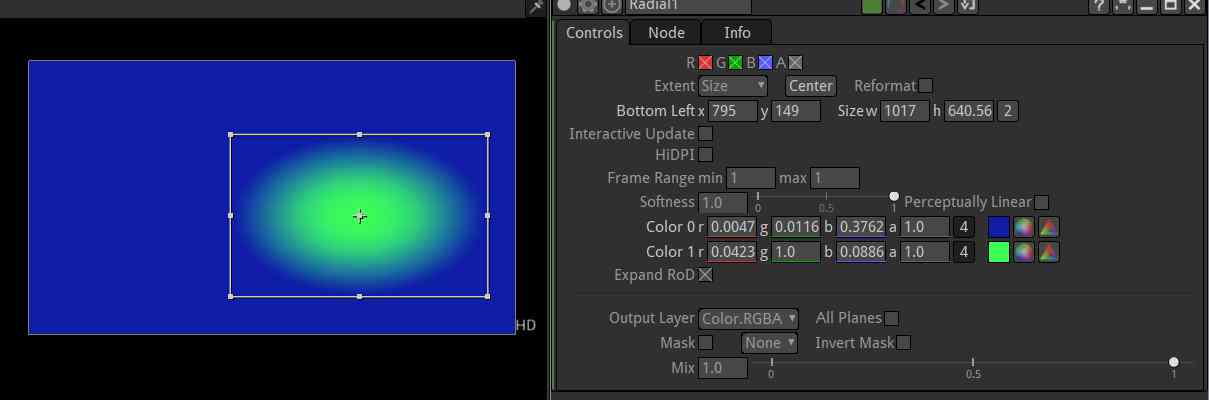 Radial1
?
Controls Node Info
R G B A
Extent Size Center Reformat
Bottom Left x 795 y 149 Size w 1017 h 640.56 2
Interactive Update
HiDPI
Frame Range min 1 max 1
Softness 1.0 0 0.5 1 Perceptually Linear
Color 0 r 0.0047 g 0.0116 b 0.3762 a 1.0 4
Color 1 r 0.0423 g 1.0 b 0.0886 a 1.0 4
Expand RoD
HD
Output Layer Color.RGBA All Planes
Mask None Invert Mask
Mix 1.0 0 0.5 1